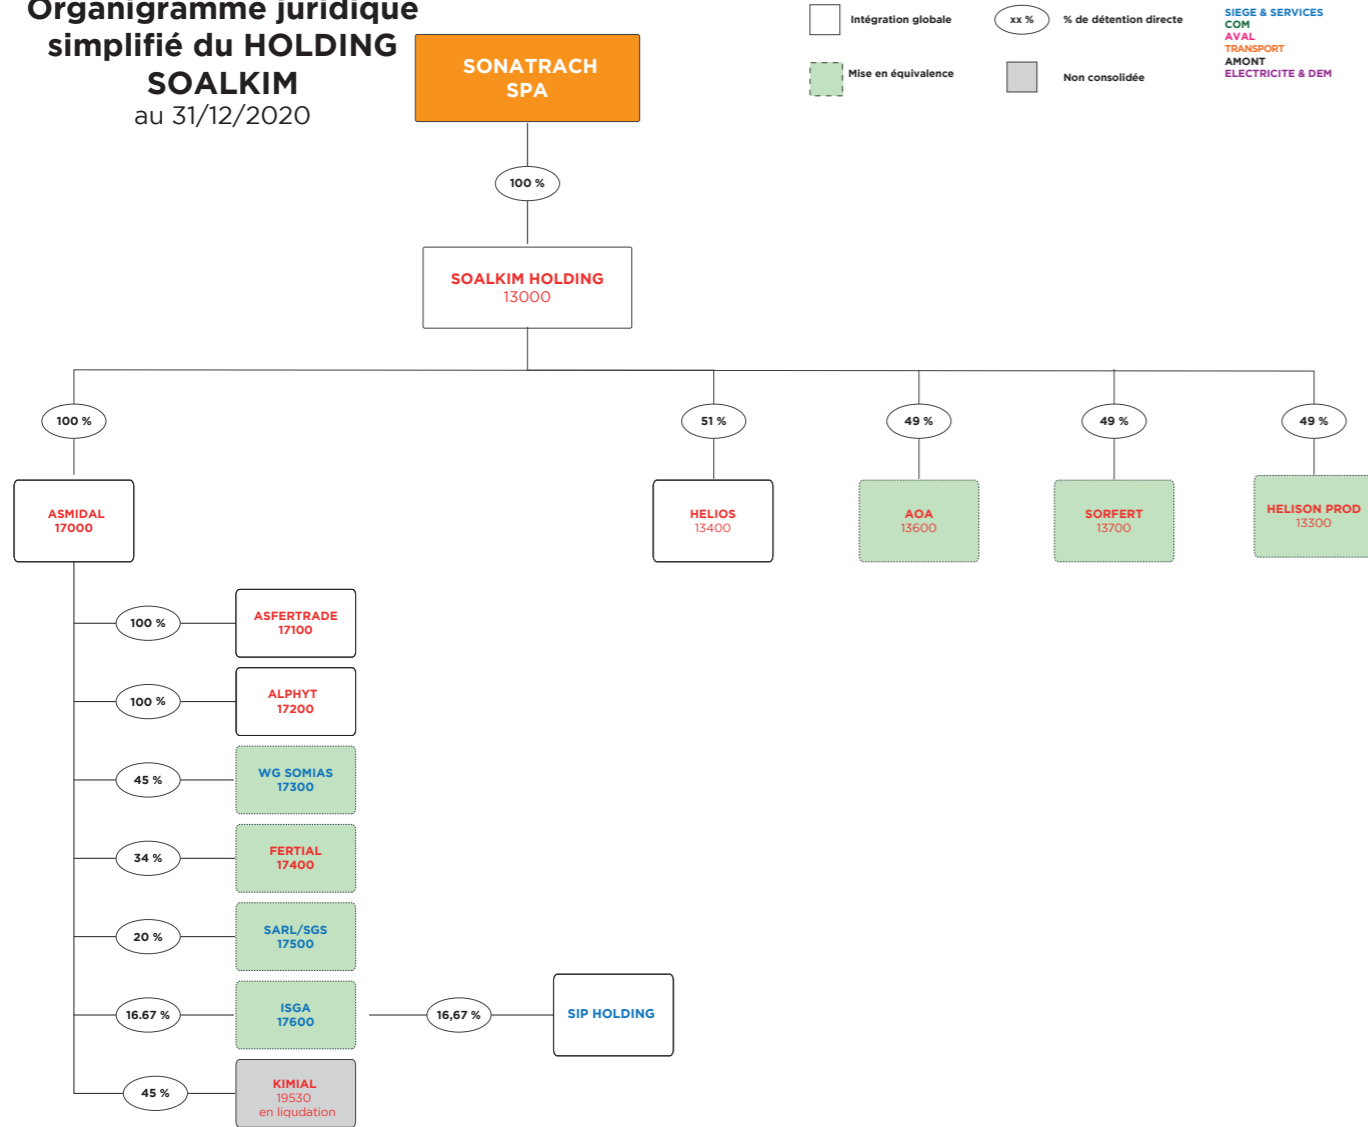 Organigramme juridique
simplifié du HOLDING
SOALKIM
au 31/12/2020
SONATRACH
SPA
Intégration globale
xx %
% de détention directe
Mise en équivalence
Non consolidée
SIEGE & SERVICES
COM
AVAL
TRANSPORT
AMONT
ELECTRICITE & DEM
100 %
SOALKIM HOLDING
13000
100 %
51 %
49 %
49 %
49 %
ASMIDAL
17000
HELIOS
13400
AOA
13600
SORFERT
13700
HELISON PROD
13300
100 %
ASFERTRADE
17100
100 %
ALPHYT
17200
45 %
WG SOMIAS
17300
34 %
FERTIAL
17400
20 %
SARL/SGS
17500
16.67 %
ISGA
17600
16,67 %
SIP HOLDING
45 %
KIMIAL
19530
en liqudation